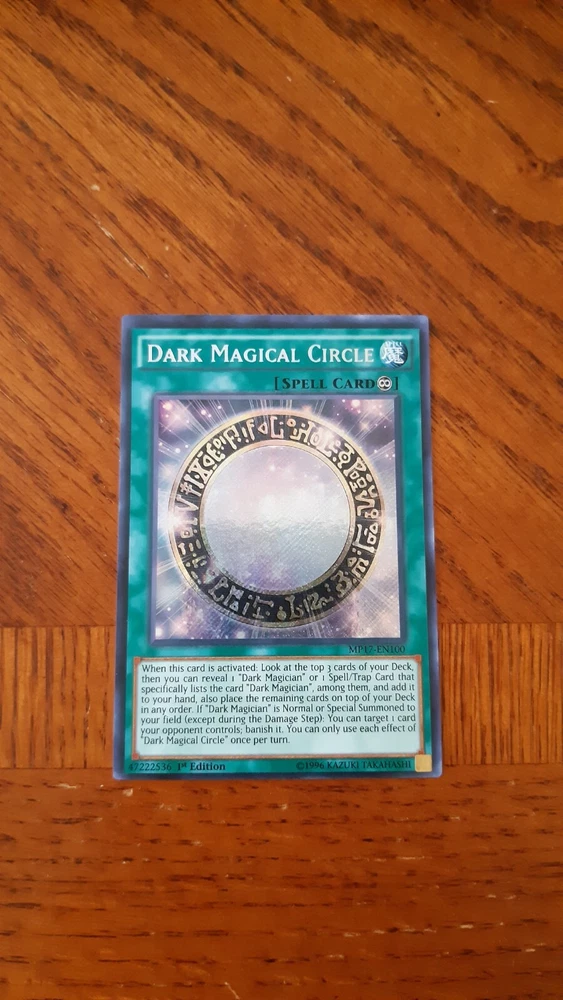 DARK MAGICAL CIRCLE 魔
[SPELL CARD]
MP17-EN100
When this card is activated: Look at the top 3 cards of your Deck,
then you can reveal 1 "Dark Magician" or 1 Spell/Trap Card that
specifically lists the card "Dark Magician", among them, and add it
to your hand, also place the remaining cards on top of your Deck
in any order. If "Dark Magician" is Normal or Special Summoned to
your field (except during the Damage Step): You can target 1 card
your opponent controls; banish it. You can only use each effect of
"Dark Magical Circle" once per turn.
47222536 1st Edition ©1996 KAZUKI TAKAHASHI